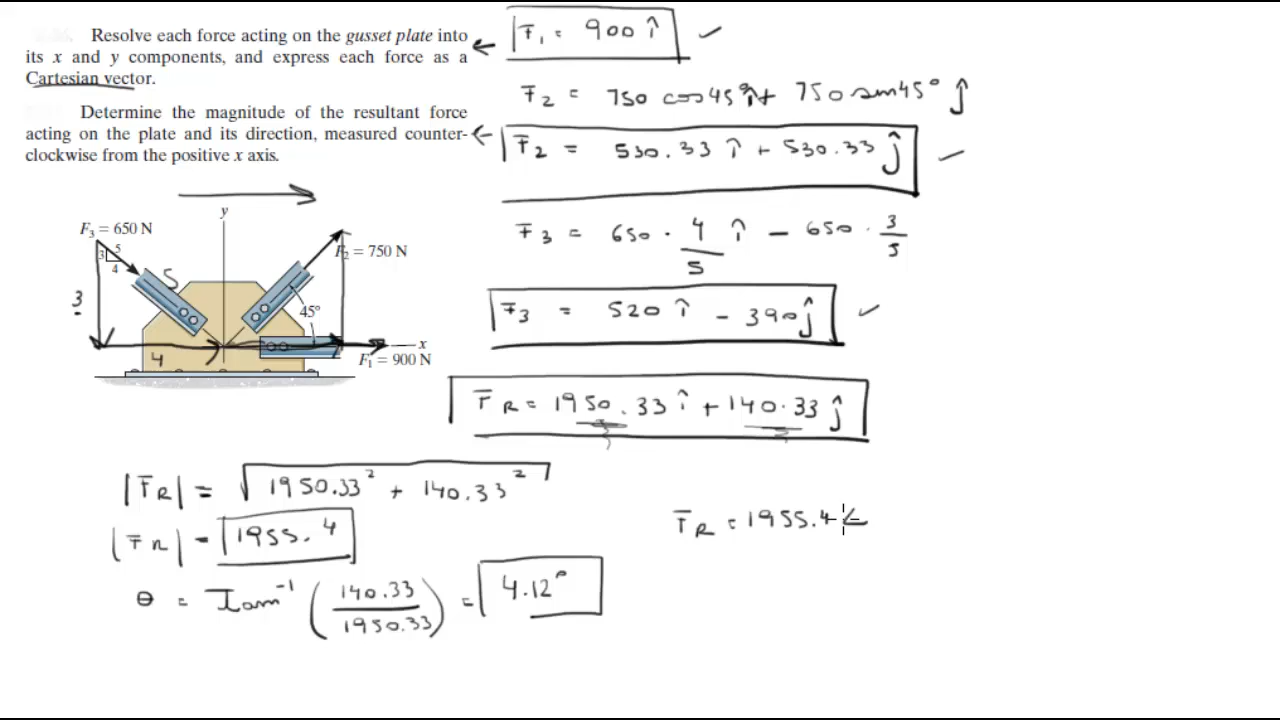 Resolve each force acting on the gusset plate into
its x and y components, and express each force as a
Cartesian vector.
Determine the magnitude of the resultant force
acting on the plate and its direction, measured counter-
clockwise from the positive x axis.
F₁ = 900 î
F₂ = 750 cos45° î + 750 sin45° ĵ
F₂ = 530.33 î + 530.33 ĵ
F₃ = 650 · 4/5 î - 650 · 3/5
F₃ = 520 î - 390 ĵ
F_R = 1950.33 î + 140.33 ĵ
y
F₃ = 650 N
3 5
4
5
F₂ = 750 N
3
45°
4
x
F₁ = 900 N
|F_R| = √1950.33² + 140.33²
|F_R| = 1955.4
θ = Tan⁻¹ (140.33/1950.33) = 4.12°
F_R = 1955.4 ∠